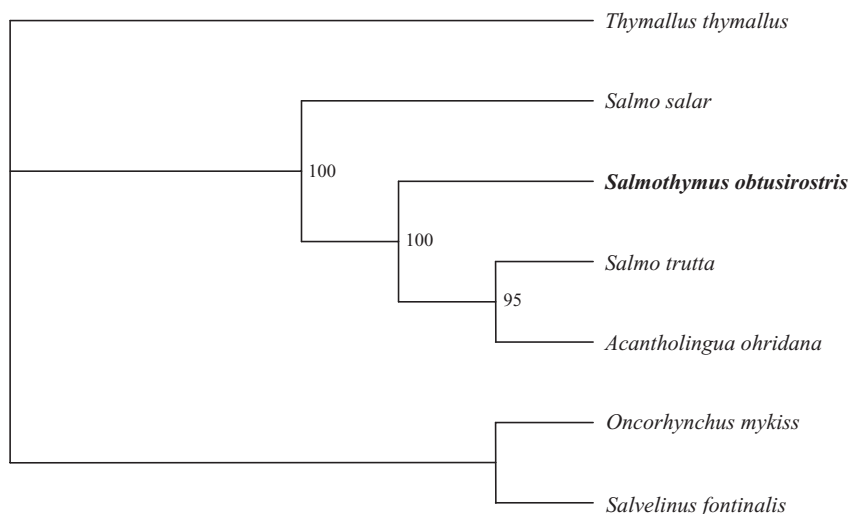 Thymallus thymallus
Salmo salar
100
Salmothymus obtusirostris
100
Salmo trutta
95
Acantholingua ohridana
Oncorhynchus mykiss
Salvelinus fontinalis